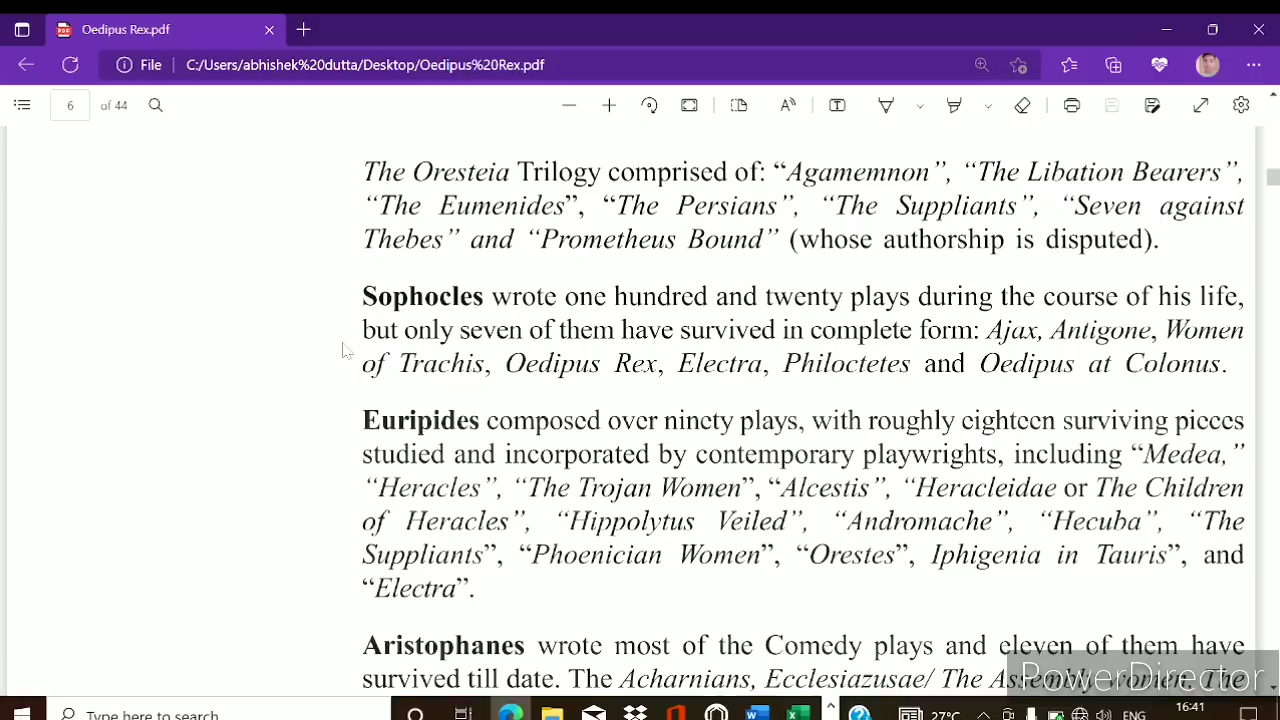 Oedipus Rex.pdf
File C:/Users/abhishek%20dutta/Desktop/Oedipus%20Rex.pdf
6 of 44
The Oresteia Trilogy comprised of: “Agamemnon”, “The Libation Bearers”,
“The Eumenides”, “The Persians”, “The Suppliants”, “Seven against
Thebes” and “Prometheus Bound” (whose authorship is disputed).
Sophocles wrote one hundred and twenty plays during the course of his life,
but only seven of them have survived in complete form: Ajax, Antigone, Women
of Trachis, Oedipus Rex, Electra, Philoctetes and Oedipus at Colonus.
Euripides composed over ninety plays, with roughly eighteen surviving pieces
studied and incorporated by contemporary playwrights, including “Medea,”
“Heracles”, “The Trojan Women”, “Alcestis”, “Heracleidae or The Children
of Heracles”, “Hippolytus Veiled”, “Andromache”, “Hecuba”, “The
Suppliants”, “Phoenician Women”, “Orestes”, Iphigenia in Tauris”, and
“Electra”.
Aristophanes wrote most of the Comedy plays and eleven of them have
survived till date. The Acharnians, Ecclesiazusae/ The Assembly women, The
PowerDirector
Type here to search
27°C
ENG
16:41